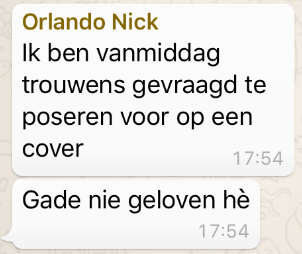 Orlando Nick
Ik ben vanmiddag
trouwens gevraagd te
poseren voor op een
cover
17:54
Gade nie geloven hè
17:54